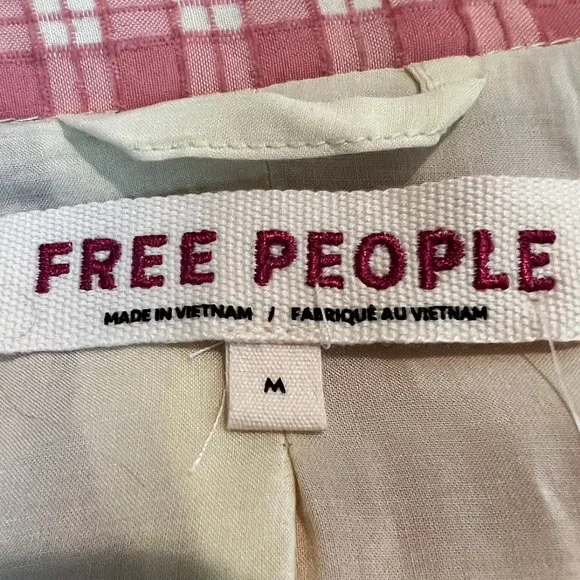 FREE PEOPLE
MADE IN VIETNAM / FABRIQUÉ AU VIETNAM
M